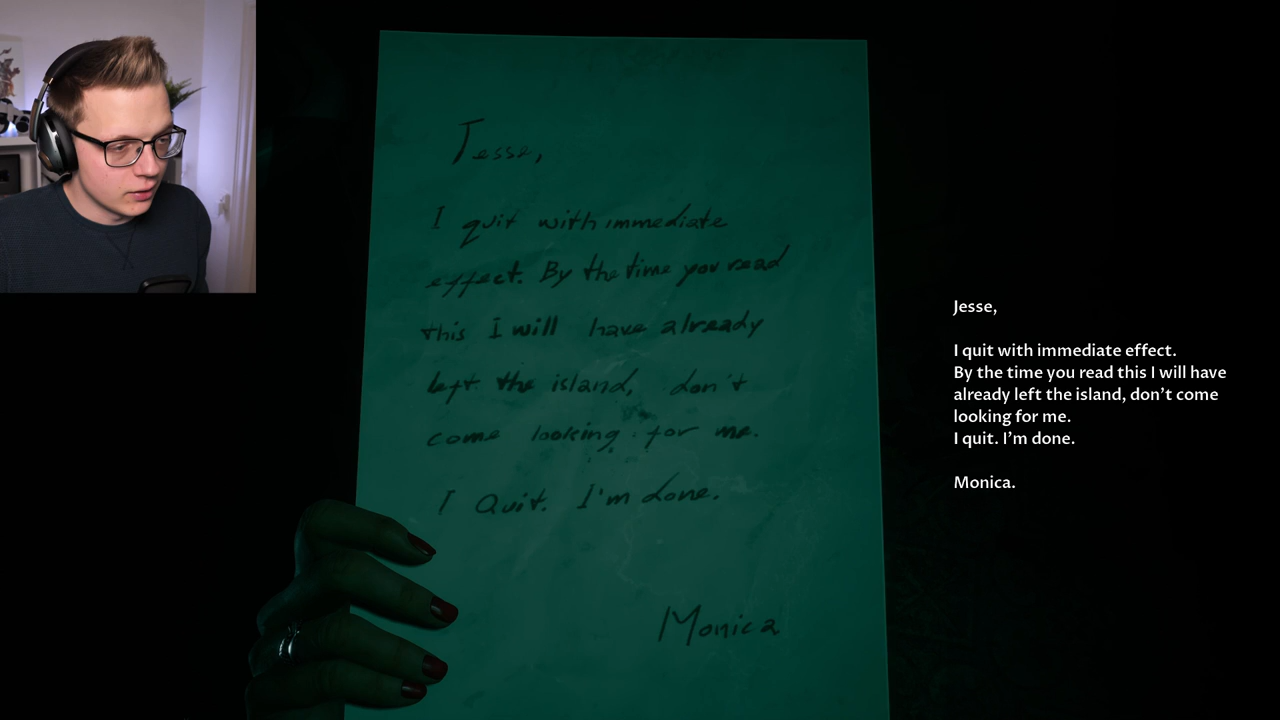 Jesse,
I quit with immediate
effect. By the time you read
this I will have already
left the island, don't
come looking for me.
I Quit. I'm done.
Monica
Jesse,
I quit with immediate effect.
By the time you read this I will have
already left the island, don't come
looking for me.
I quit. I'm done.
Monica.